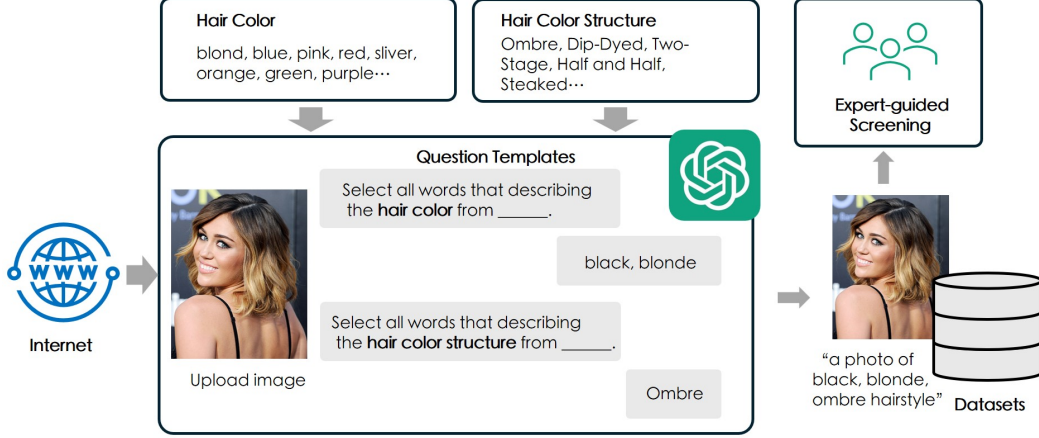 Hair Color
blond, blue, pink, red, sliver,
orange, green, purple…
Hair Color Structure
Ombre, Dip-Dyed, Two-
Stage, Half and Half,
Steaked…
Expert-guided
Screening
Question Templates
Select all words that describing
the hair color from ______.
black, blonde
Select all words that describing
the hair color structure from ______.
Ombre
WWW
Internet
Upload image
“a photo of
black, blonde,
ombre hairstyle”
Datasets